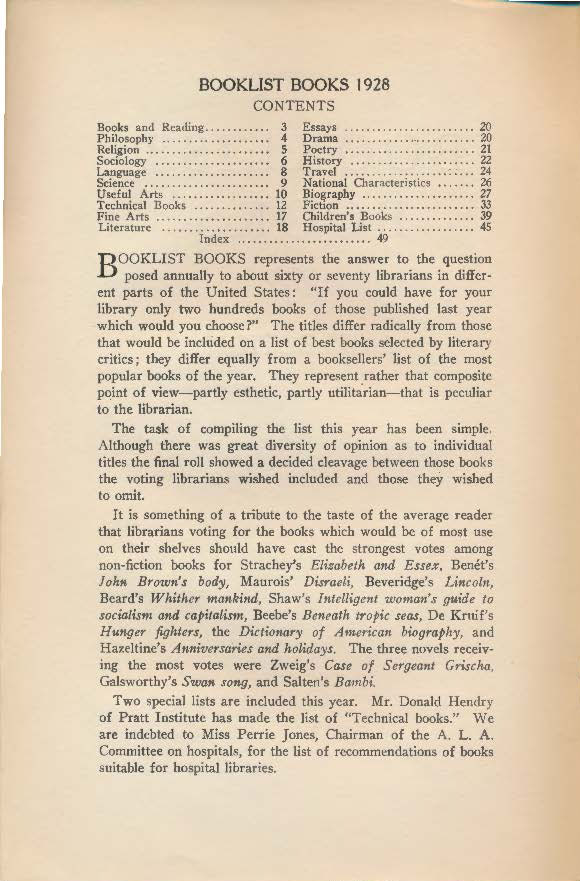 BOOKLIST BOOKS 1928
CONTENTS
Books and Reading............ 3 Essays ........................ 20
Philosophy .................... 4 Drama ........................ 20
Religion ....................... 5 Poetry ........................ 21
Sociology ...................... 6 History ....................... 22
Language ..................... 8 Travel ........................ 24
Science ....................... 9 National Characteristics ....... 26
Useful Arts .................. 10 Biography ..................... 27
Technical Books .............. 12 Fiction ........................ 33
Fine Arts ..................... 17 Children's Books .............. 39
Literature .................... 18 Hospital List .................. 45
Index ......................... 49
BOOKLIST BOOKS represents the answer to the question
posed annually to about sixty or seventy librarians in differ-
ent parts of the United States: "If you could have for your
library only two hundreds books of those published last year
which would you choose?" The titles differ radically from those
that would be included on a list of best books selected by literary
critics; they differ equally from a booksellers' list of the most
popular books of the year. They represent rather that composite
point of view—partly esthetic, partly utilitarian—that is peculiar
to the librarian.
The task of compiling the list this year has been simple.
Although there was great diversity of opinion as to individual
titles the final roll showed a decided cleavage between those books
the voting librarians wished included and those they wished
to omit.
It is something of a tribute to the taste of the average reader
that librarians voting for the books which would be of most use
on their shelves should have cast the strongest votes among
non-fiction books for Strachey's Elizabeth and Essex, Benét's
John Brown's body, Maurois' Disraeli, Beveridge's Lincoln,
Beard's Whither mankind, Shaw's Intelligent woman's guide to
socialism and capitalism, Beebe's Beneath tropic seas, De Kruif's
Hunger fighters, the Dictionary of American biography, and
Hazeltine's Anniversaries and holidays. The three novels receiv-
ing the most votes were Zweig's Case of Sergeant Grischa,
Galsworthy's Swan song, and Salten's Bambi.
Two special lists are included this year. Mr. Donald Hendry
of Pratt Institute has made the list of "Technical books." We
are indebted to Miss Perrie Jones, Chairman of the A. L. A.
Committee on hospitals, for the list of recommendations of books
suitable for hospital libraries.